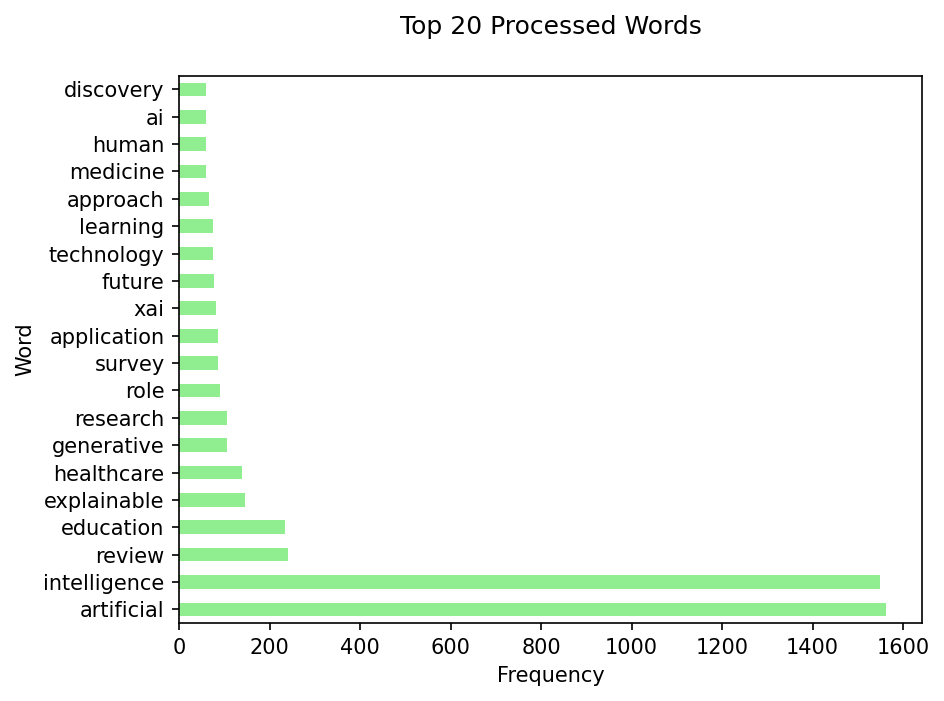 Top 20 Processed Words
discovery
ai
human
medicine
approach
learning
technology
future
xai
application
survey
role
research
generative
healthcare
explainable
education
review
intelligence
artificial
Word
0 200 400 600 800 1000 1200 1400 1600
Frequency